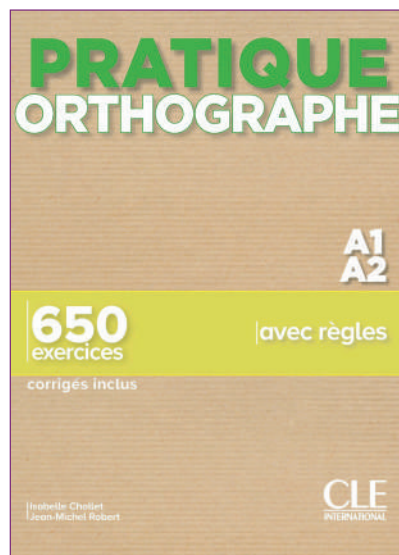 PRATIQUE
ORTHOGRAPHE
A1
A2
650
exercices
avec règles
corrigés inclus
Isabelle Chollet
Jean-Michel Robert
CLE
INTERNATIONAL